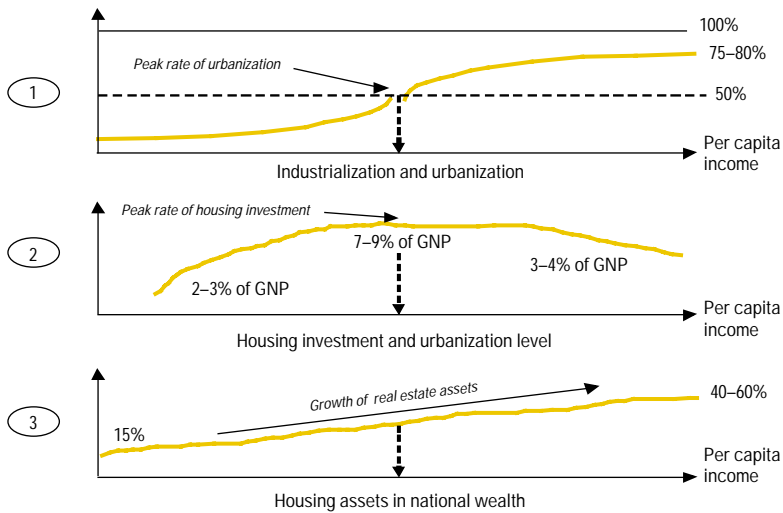 100%
Peak rate of urbanization
75–80%
1
50%
Per capita
income
Industrialization and urbanization
Peak rate of housing investment
2
7–9% of GNP
3–4% of GNP
2–3% of GNP
Per capita
income
Housing investment and urbanization level
Growth of real estate assets
40–60%
3
15%
Per capita
income
Housing assets in national wealth